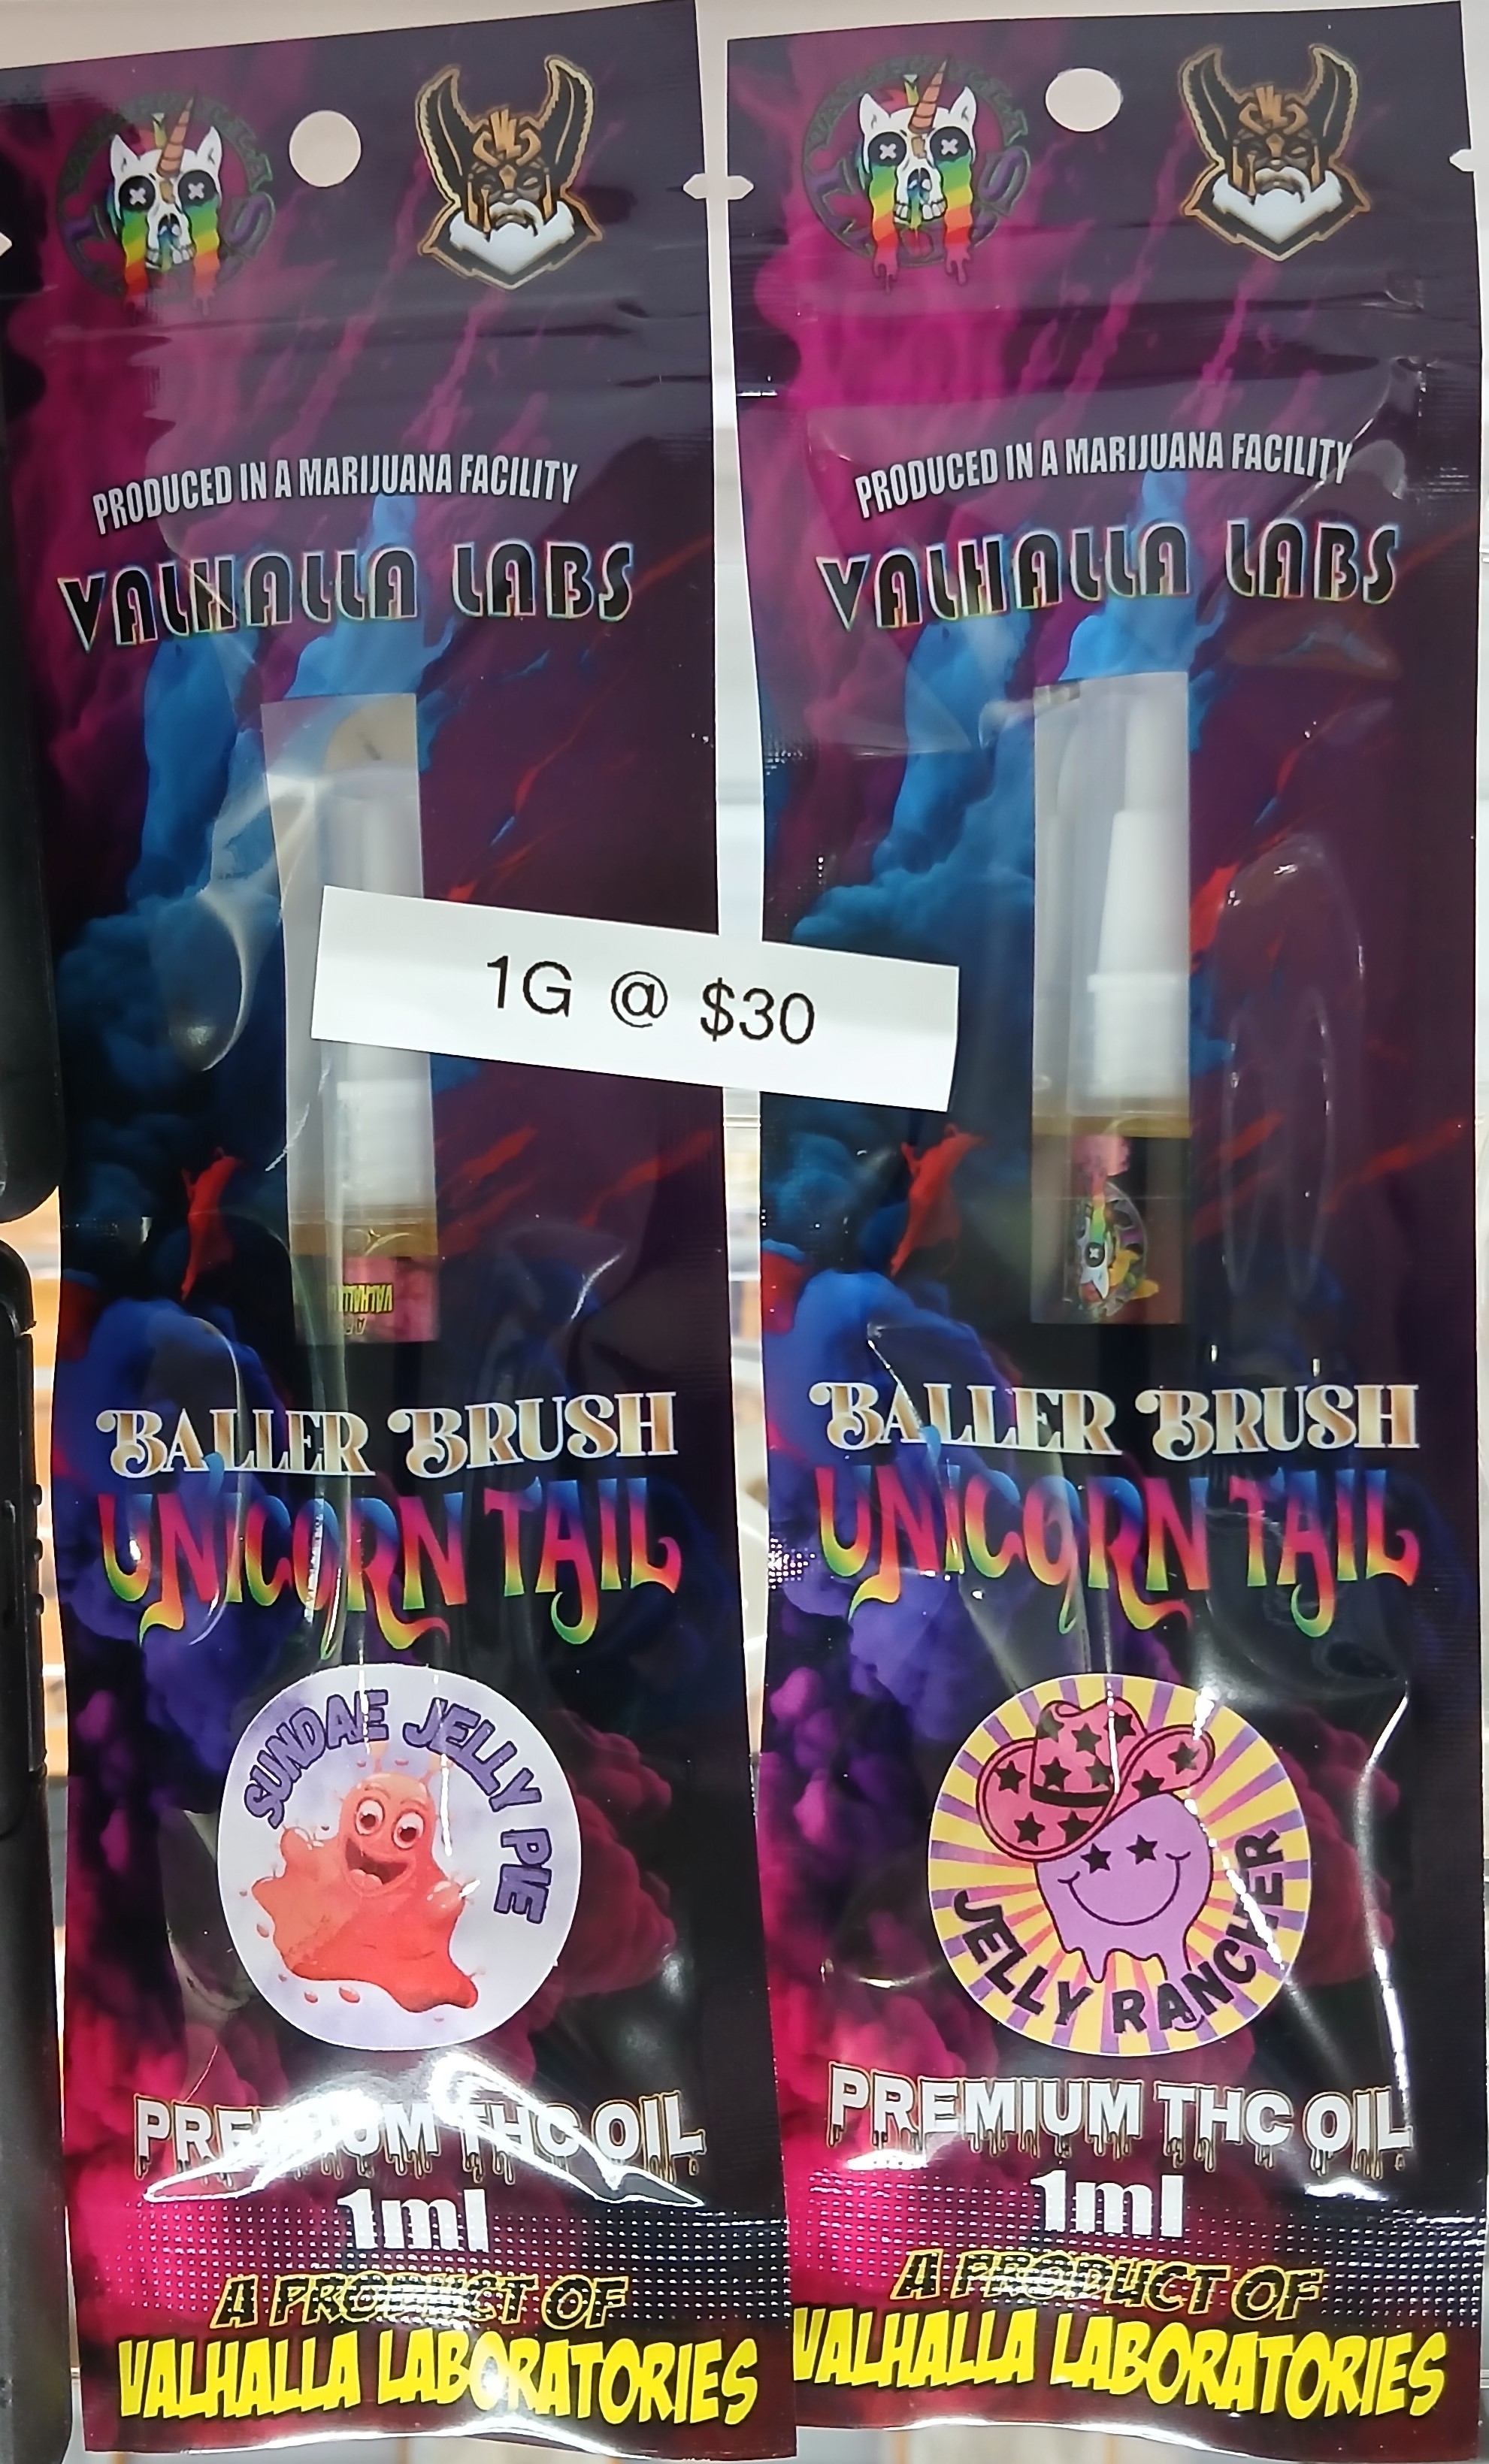 PRODUCED IN A MARIJUANA FACILITY
VALHALLA LABS
BALLER BRUSH
UNICORN TAIL
SUNDAE JELLY PIE
PREMIUM THC OIL
1ml
A PRODUCT OF
VALHALLA LABORATORIES
1G @ $30
PRODUCED IN A MARIJUANA FACILITY
VALHALLA LABS
BALLER BRUSH
UNICORN TAIL
JELLY RANCHER
PREMIUM THC OIL
1ml
A PRODUCT OF
VALHALLA LABORATORIES